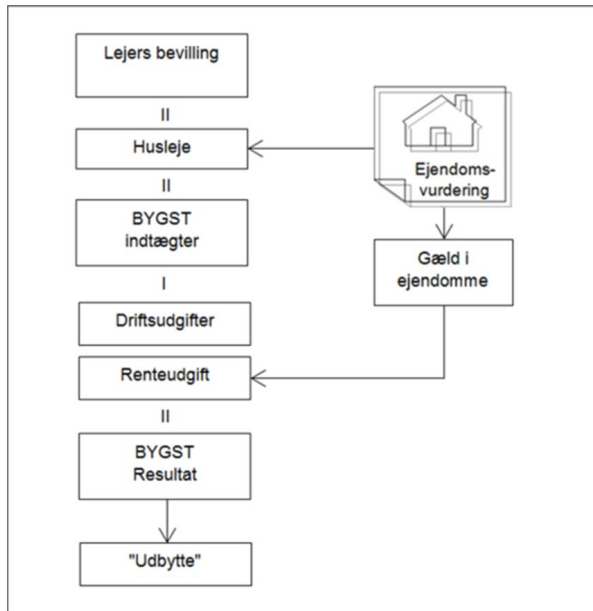 Lejers bevilling
II
Husleje
II
BYGST
indtægter
I
Driftsudgifter
Renteudgift
II
BYGST
Resultat
"Udbytte"
Ejendoms-
vurdering
Gæld i
ejendomme